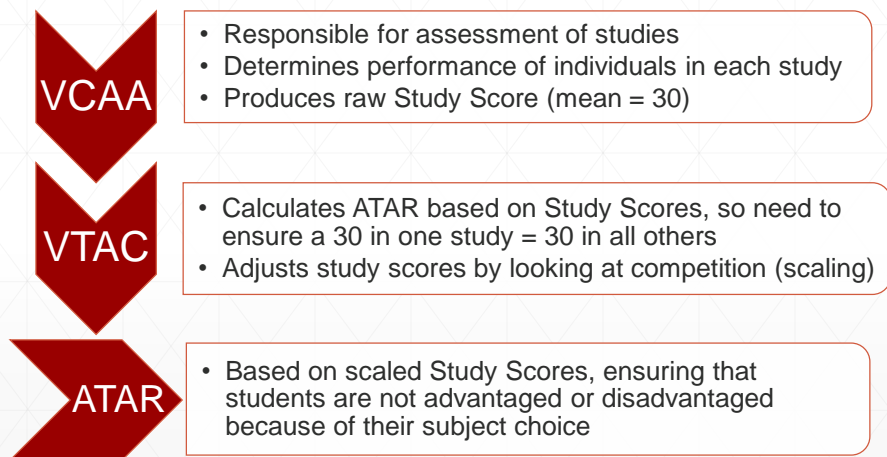 VCAA
• Responsible for assessment of studies
• Determines performance of individuals in each study
• Produces raw Study Score (mean = 30)
VTAC
• Calculates ATAR based on Study Scores, so need to
ensure a 30 in one study = 30 in all others
• Adjusts study scores by looking at competition (scaling)
ATAR
• Based on scaled Study Scores, ensuring that
students are not advantaged or disadvantaged
because of their subject choice